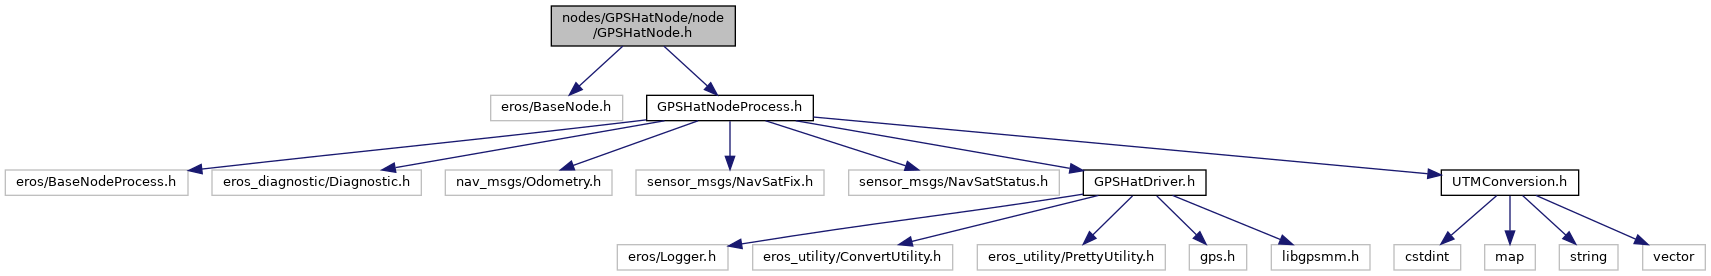 nodes/GPSHatNode/node
/GPSHatNode.h
eros/BaseNode.h
GPSHatNodeProcess.h
eros/BaseNodeProcess.h
eros_diagnostic/Diagnostic.h
nav_msgs/Odometry.h
sensor_msgs/NavSatFix.h
sensor_msgs/NavSatStatus.h
GPSHatDriver.h
UTMConversion.h
eros/Logger.h
eros_utility/ConvertUtility.h
eros_utility/PrettyUtility.h
gps.h
libgpsmm.h
cstdint
map
string
vector